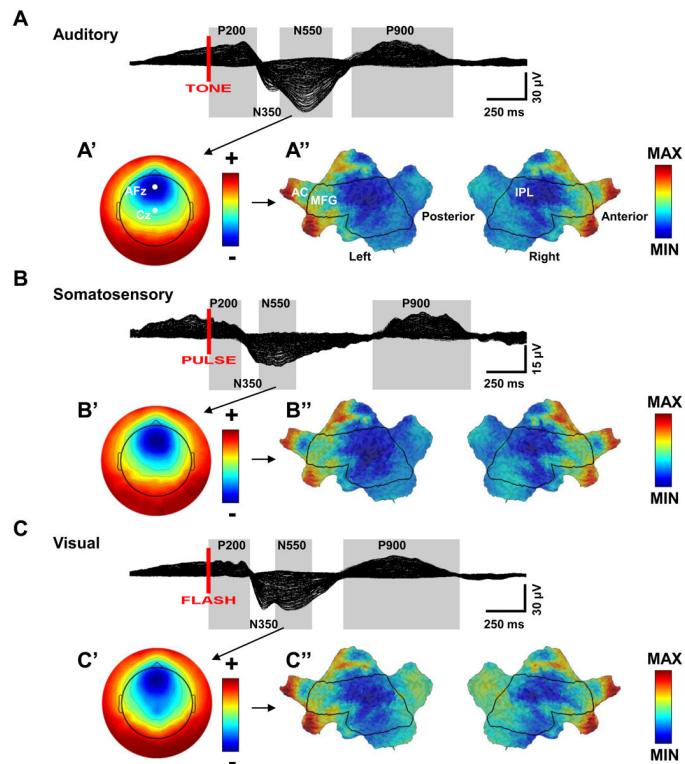 A
Auditory
P200
N550
P900
TONE
N350
30 µV
250 ms
A'
+
-
AFz
Cz
A''
AC
MFG
IPL
Posterior
Anterior
Left
Right
MAX
MIN
B
Somatosensory
P200
N550
P900
PULSE
N350
15 µV
250 ms
B'
+
-
B''
MAX
MIN
C
Visual
P200
N550
P900
FLASH
N350
30 µV
250 ms
C'
+
-
C''
MAX
MIN